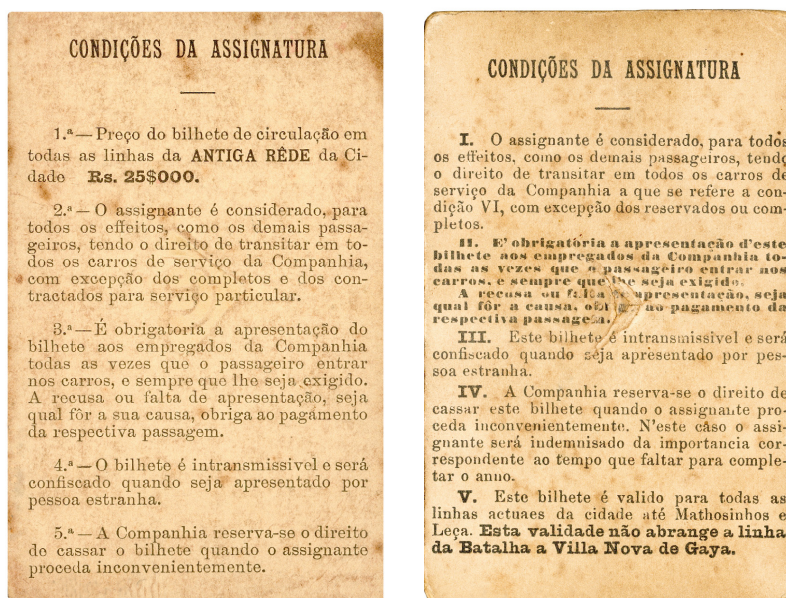 CONDIÇÕES DA ASSIGNATURA
1.ª — Preço do bilhete de circulação em
todas as linhas da ANTIGA RÊDE da Ci-
dade Rs. 25$000.
2.ª — O assignante é considerado, para
todos os effeitos, como os demais passa-
geiros, tendo o direito de transitar em to-
dos os carros de serviço da Companhia,
com excepção dos completos e dos con-
tractados para serviço particular.
3.ª — É obrigatoria a apresentação do
bilhete aos empregados da Companhia
todas as vezes que o passageiro entrar
nos carros, e sempre que lhe seja exigido.
A recusa ou falta de apresentação, seja
qual fôr a sua causa, obriga ao pagamento
da respectiva passagem.
4.ª — O bilhete é intransmissivel e será
confiscado quando seja apresentado por
pessoa estranha.
5.ª — A Companhia reserva-se o direito
de cassar o bilhete quando o assignante
proceda inconvenientemente.
CONDIÇÕES DA ASSIGNATURA
I. O assignante é considerado, para todos
os effeitos, como os demais passageiros, tendo
o direito de transitar em todos os carros de
serviço da Companhia a que se refere a con-
dição VI, com excepção dos reservados ou com-
pletos.
II. E' obrigatória a apresentação d'este
bilhete aos empregados da Companhia to-
das as vezes que o passageiro entrar nos
carros, e sempre que lhe seja exigido.
A recusa ou falta de apresentação, seja
qual fôr a causa, obriga ao pagamento da
respectiva passagem.
III. Este bilhete é intransmissivel e será
confiscado quando seja apresentado por pes-
soa estranha.
IV. A Companhia reserva-se o direito de
cassar este bilhete quando o assignante pro-
ceda inconvenientemente. N'este caso o assi-
gnante será indemnisado da importancia cor-
respondente ao tempo que faltar para comple-
tar o anno.
V. Este bilhete é valido para todas as
linhas actuaes da cidade até Mathosinhos e
Leça. Esta validade não abrange a linha
da Batalha a Villa Nova de Gaya.